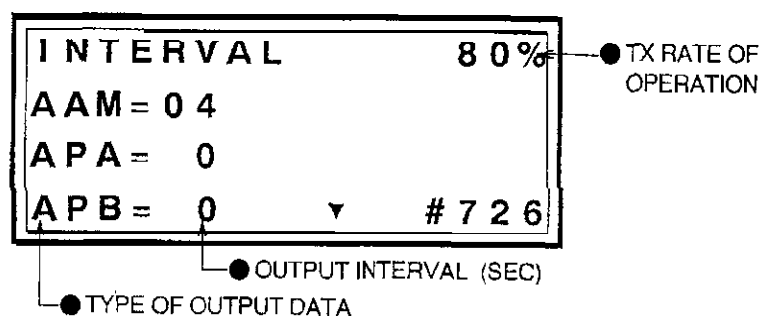 INTERVAL 80%
AAM=04
APA= 0
APB= 0 ▼ #726
TX RATE OF
OPERATION
OUTPUT INTERVAL (SEC)
TYPE OF OUTPUT DATA